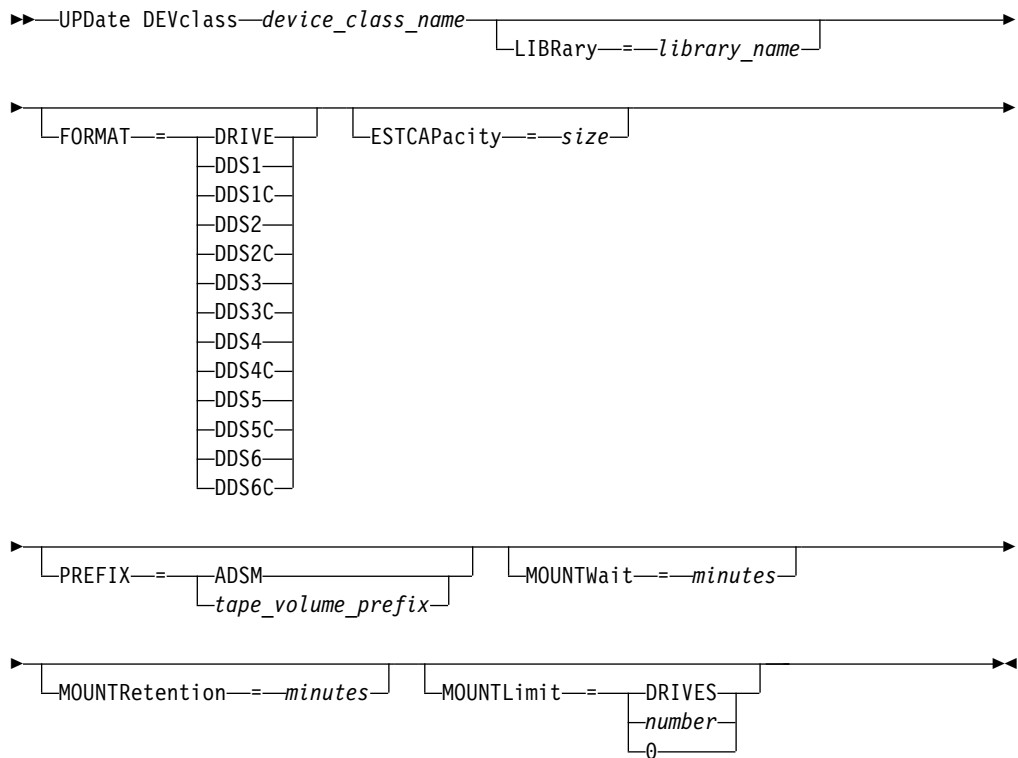 UPDate DEVclass device_class_name
LIBRary = library_name
FORMAT = DRIVE
DDS1
DDS1C
DDS2
DDS2C
DDS3
DDS3C
DDS4
DDS4C
DDS5
DDS5C
DDS6
DDS6C
ESTCAPacity = size
PREFIX = ADSM
tape_volume_prefix
MOUNTWait = minutes
MOUNTRetention = minutes
MOUNTLimit = DRIVES
number
0